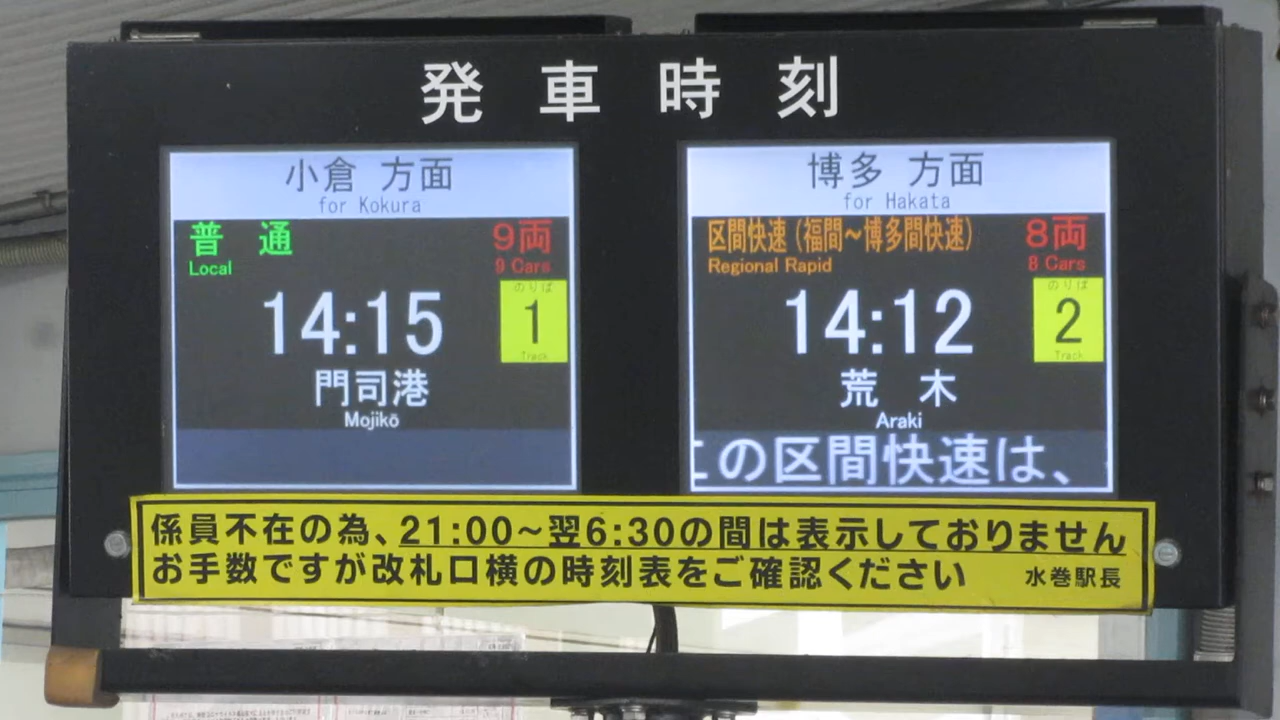 発車時刻
小倉 方面
for Kokura
普 通 9両
Local 9 Cars
14:15
のりば
1
Track
門司港
Mojikō
博多 方面
for Hakata
区間快速(福間～博多間快速) 8両
Regional Rapid 8 Cars
14:12
のりば
2
Track
荒 木
Araki
この区間快速は、
係員不在の為、21:00～翌6:30の間は表示しておりません
お手数ですが改札口横の時刻表をご確認ください 水巻駅長